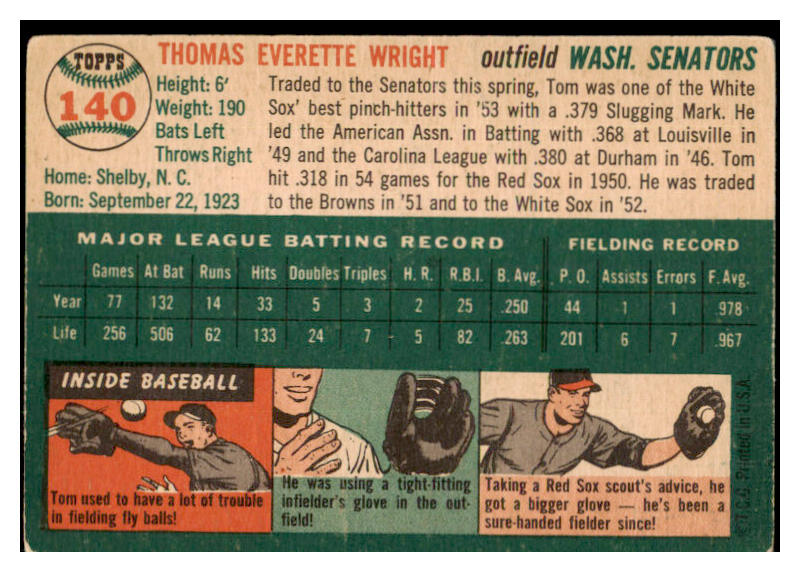 TOPPS
140
THOMAS EVERETTE WRIGHT outfield WASH. SENATORS
Height: 6'
Weight: 190
Bats Left
Throws Right
Home: Shelby, N. C.
Born: September 22, 1923
Traded to the Senators this spring, Tom was one of the White
Sox' best pinch-hitters in '53 with a .379 Slugging Mark. He
led the American Assn. in Batting with .368 at Louisville in
'49 and the Carolina League with .380 at Durham in '46. Tom
hit .318 in 54 games for the Red Sox in 1950. He was traded
to the Browns in '51 and to the White Sox in '52.
MAJOR LEAGUE BATTING RECORD FIELDING RECORD
Games At Bat Runs Hits Doubles Triples H. R. R.B.I. B. Avg. P. O. Assists Errors F. Avg.
Year 77 132 14 33 5 3 2 25 .250 44 1 1 .978
Life 256 506 62 133 24 7 5 82 .263 201 6 7 .967
INSIDE BASEBALL
Tom used to have a lot of trouble
in fielding fly balls!
He was using a tight-fitting
infielder's glove in the out-
field!
Taking a Red Sox scout's advice, he
got a bigger glove — he's been a
sure-handed fielder since!
© T.C.G. Printed in U.S.A.